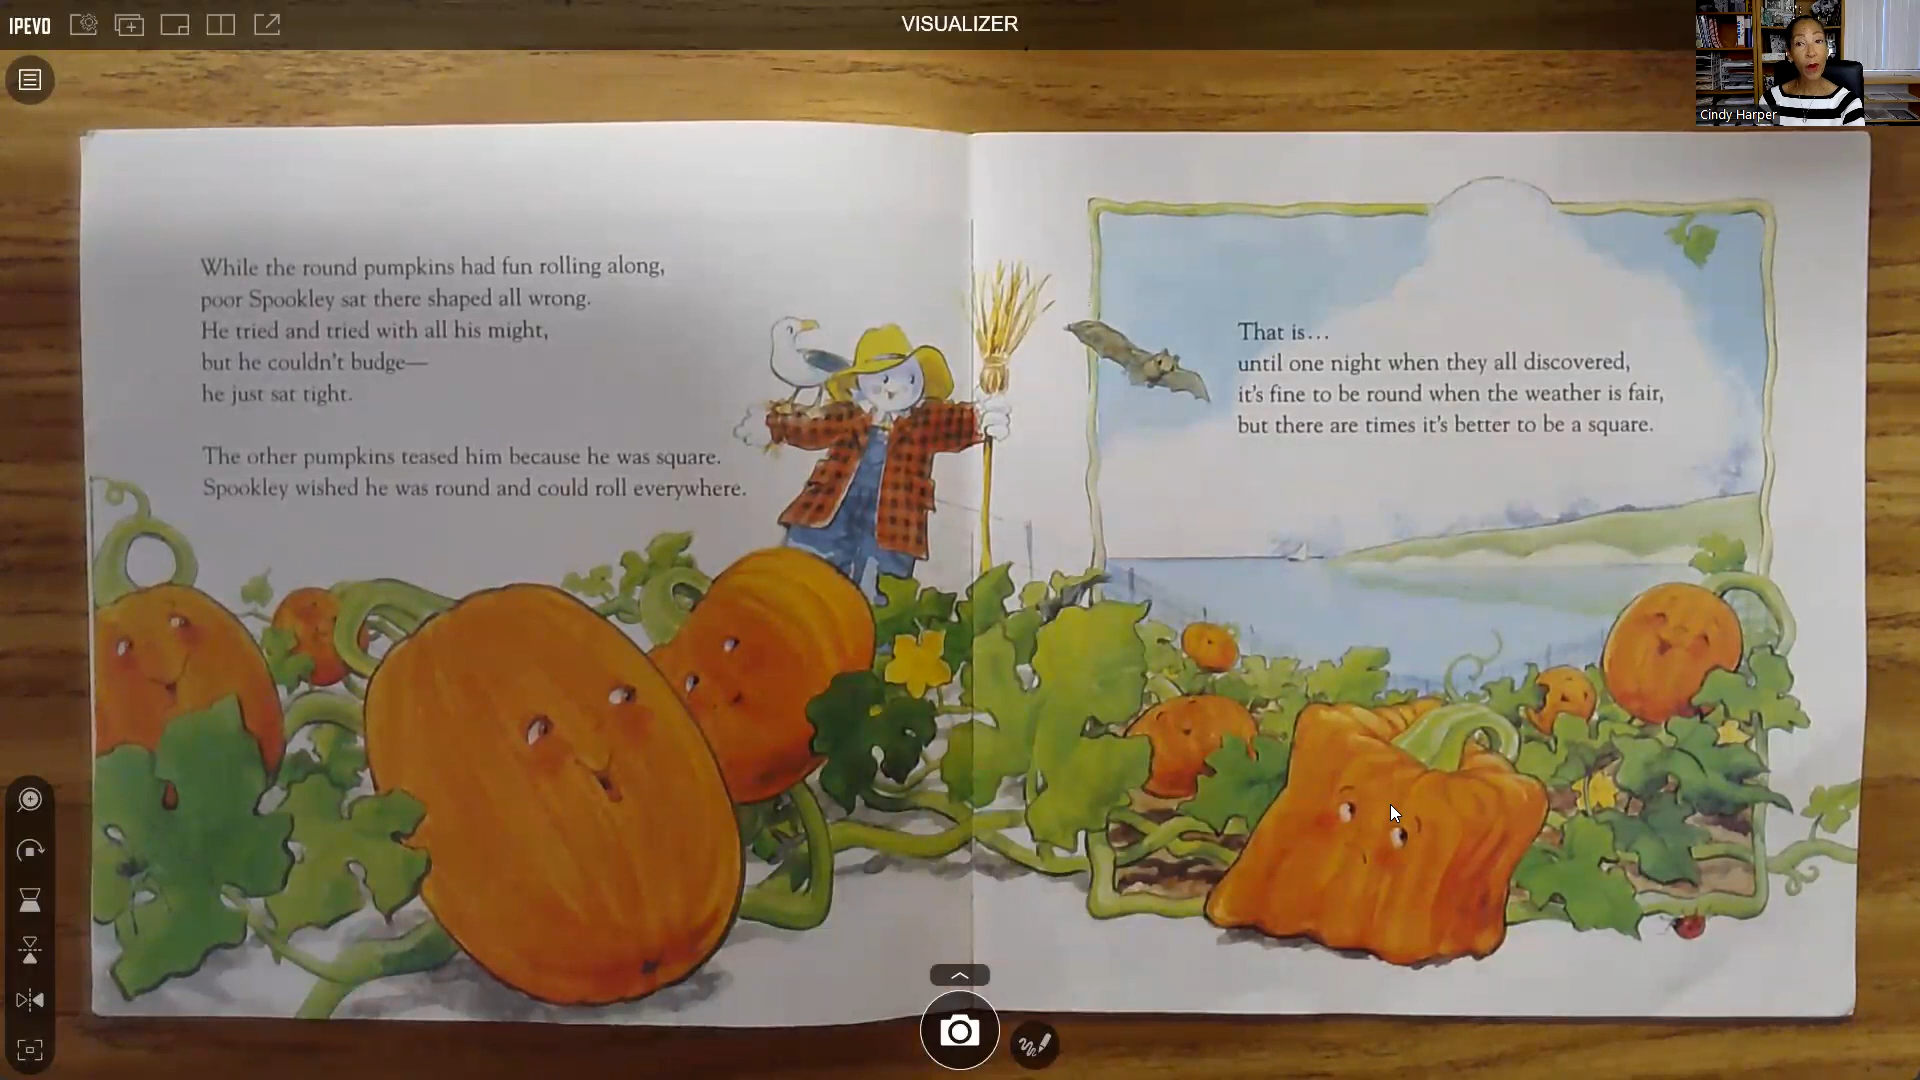 IPEVO
VISUALIZER
Cindy Harper
While the round pumpkins had fun rolling along,
poor Spookley sat there shaped all wrong.
He tried and tried with all his might,
but he couldn't budge—
he just sat tight.
The other pumpkins teased him because he was square.
Spookley wished he was round and could roll everywhere.
That is…
until one night when they all discovered,
it's fine to be round when the weather is fair,
but there are times it's better to be a square.